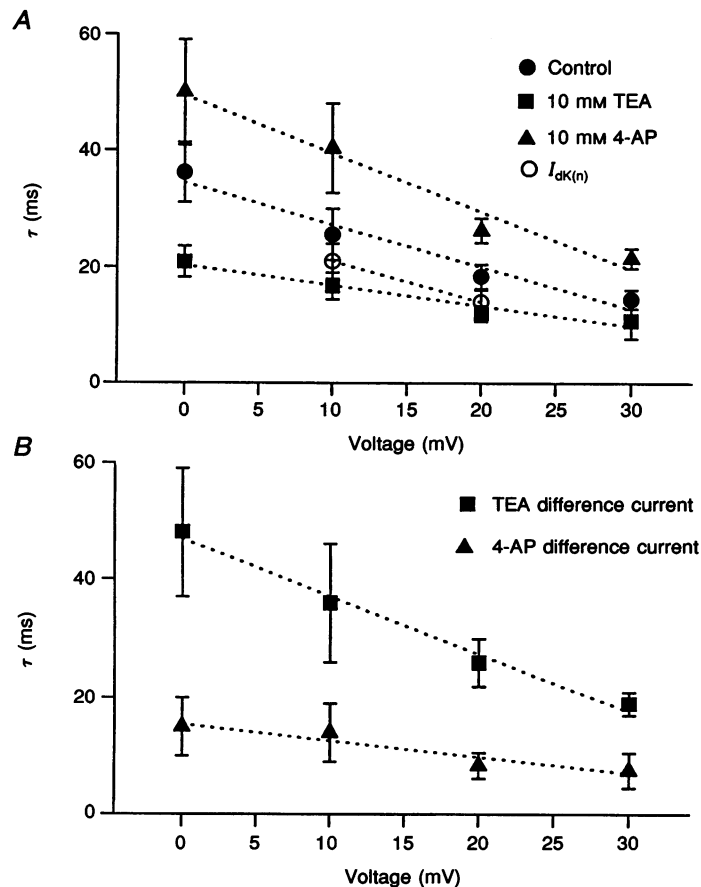 A
60
40
20
0
τ (ms)
Control
10 mM TEA
10 mM 4-AP
IdK(n)
0 5 10 15 20 25 30
Voltage (mV)
B
60
40
20
0
τ (ms)
TEA difference current
4-AP difference current
0 5 10 15 20 25 30
Voltage (mV)